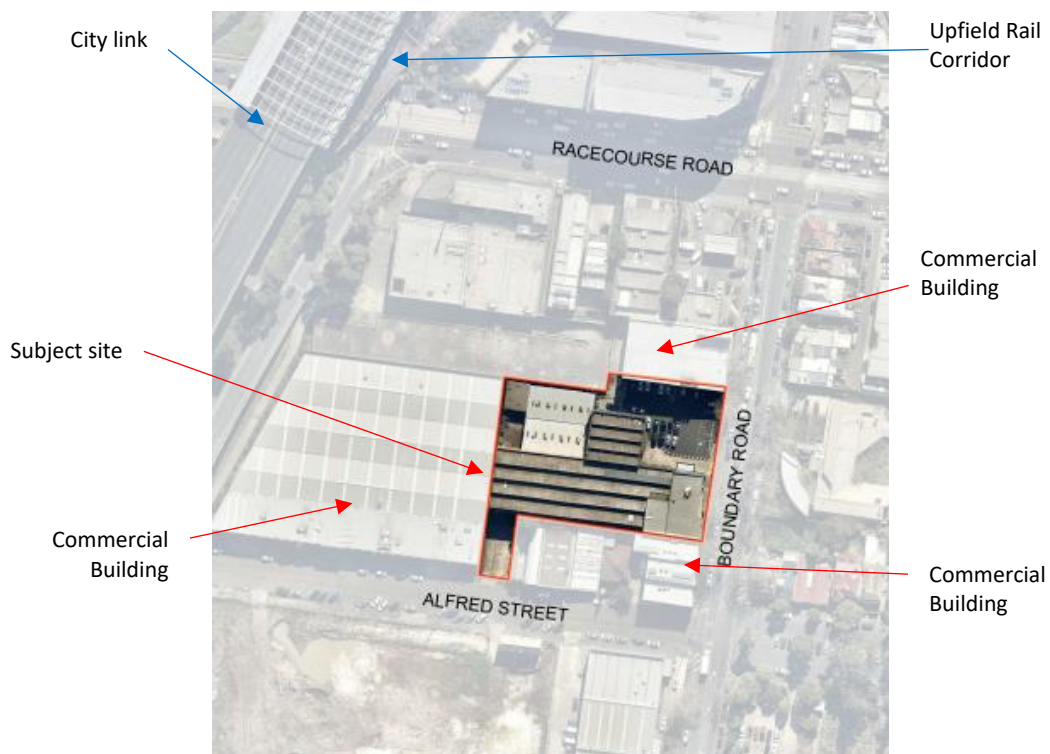 City link
Upfield Rail
Corridor
RACECOURSE ROAD
Commercial
Building
Subject site
BOUNDARY ROAD
Commercial
Building
ALFRED STREET
Commercial
Building